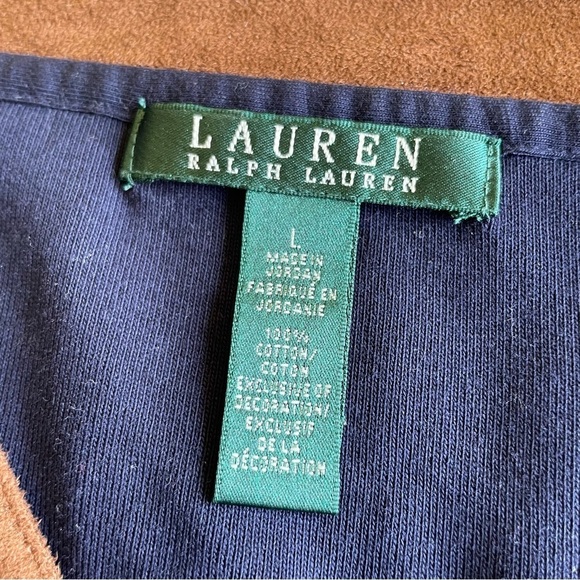 LAUREN
RALPH LAUREN
L
MADE IN
JORDAN
FABRIQUÉ EN
JORDANIE
100%
COTTON/
COTON
EXCLUSIVE OF
DECORATION/
EXCLUSIF
DE LA
DÉCORATION